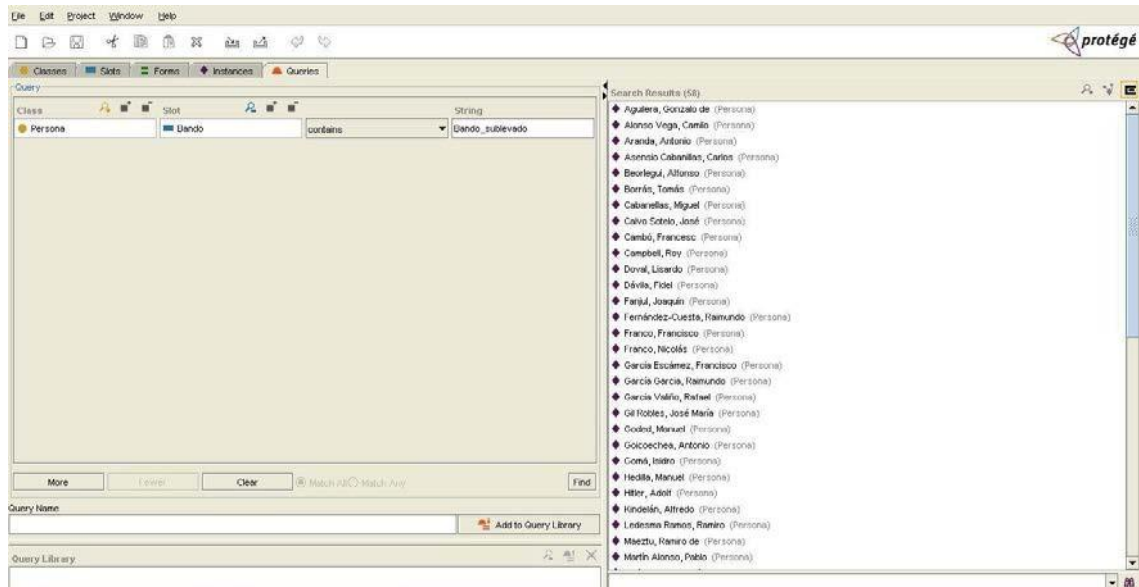 File Edit Project Window Help
protégé
Classes Slots Forms Instances Queries
Query
Class Slot String
Persona Bando contains Bando_sublevado
More Fewer Clear Match All Match Any Find
Query Name
Add to Query Library
Query Library
Search Results (58)
Aguilera, Gonzalo de (Persona)
Alonso Vega, Camilo (Persona)
Aranda, Antonio (Persona)
Asensio Cabanillas, Carlos (Persona)
Beorlegui, Alfonso (Persona)
Borrás, Tomás (Persona)
Cabanellas, Miguel (Persona)
Calvo Sotelo, José (Persona)
Cambó, Francesc (Persona)
Campbell, Roy (Persona)
Doval, Lisardo (Persona)
Dávila, Fidel (Persona)
Fanjul, Joaquín (Persona)
Fernández-Cuesta, Raimundo (Persona)
Franco, Francisco (Persona)
Franco, Nicolás (Persona)
García Escámez, Francisco (Persona)
García García, Raimundo (Persona)
García Valiño, Rafael (Persona)
Gil Robles, José María (Persona)
Goded, Manuel (Persona)
Goicoechea, Antonio (Persona)
Gomá, Isidro (Persona)
Hedilla, Manuel (Persona)
Hitler, Adolf (Persona)
Kindelán, Alfredo (Persona)
Ledesma Ramos, Ramiro (Persona)
Maeztu, Ramiro de (Persona)
Martín Alonso, Pablo (Persona)